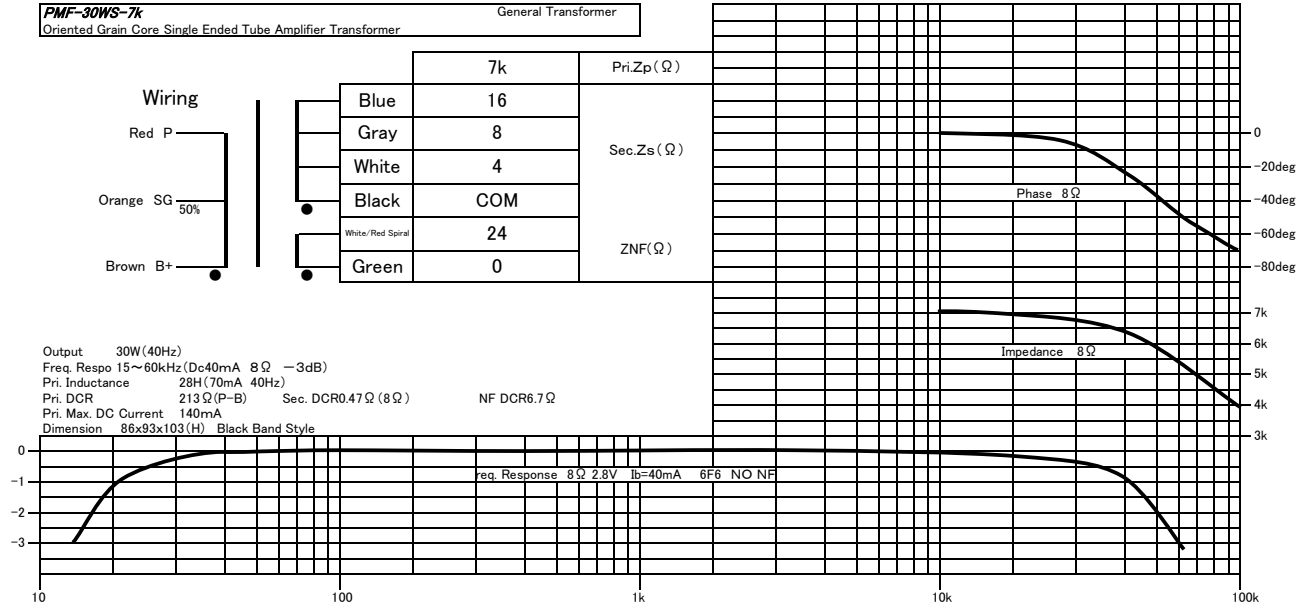 PMF-30WS-7k General Transformer
Oriented Grain Core Single Ended Tube Amplifier Transformer
7k Pri.Zp(Ω)
Wiring
Blue 16
Red P
Gray 8
Sec.Zs(Ω)
White 4
Orange SG 50%
Black COM
White/Red Spiral 24
ZNF(Ω)
Brown B+
Green 0
0
-20deg
Phase 8Ω
-40deg
-60deg
-80deg
7k
6k
Impedance 8Ω
5k
4k
3k
Output 30W(40Hz)
Freq. Respo 15~60kHz(Dc40mA 8Ω -3dB)
Pri. Inductance 28H(70mA 40Hz)
Pri. DCR 213Ω(P-B) Sec. DCR0.47Ω(8Ω) NF DCR6.7Ω
Pri. Max. DC Current 140mA
Dimension 86x93x103(H) Black Band Style
0
-1
req. Response 8Ω 2.8V Ib=40mA 6F6 NO NF
-2
-3
10 100 1k 10k 100k